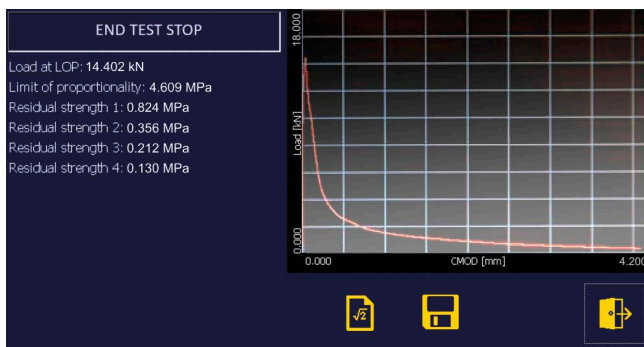 END TEST STOP
Load at LOP: 14.402 kN
Limit of proportionality: 4.609 MPa
Residual strength 1: 0.824 MPa
Residual strength 2: 0.356 MPa
Residual strength 3: 0.212 MPa
Residual strength 4: 0.130 MPa
18.000
Load [kN]
0.000
0.000
CMOD [mm]
4.200
√2